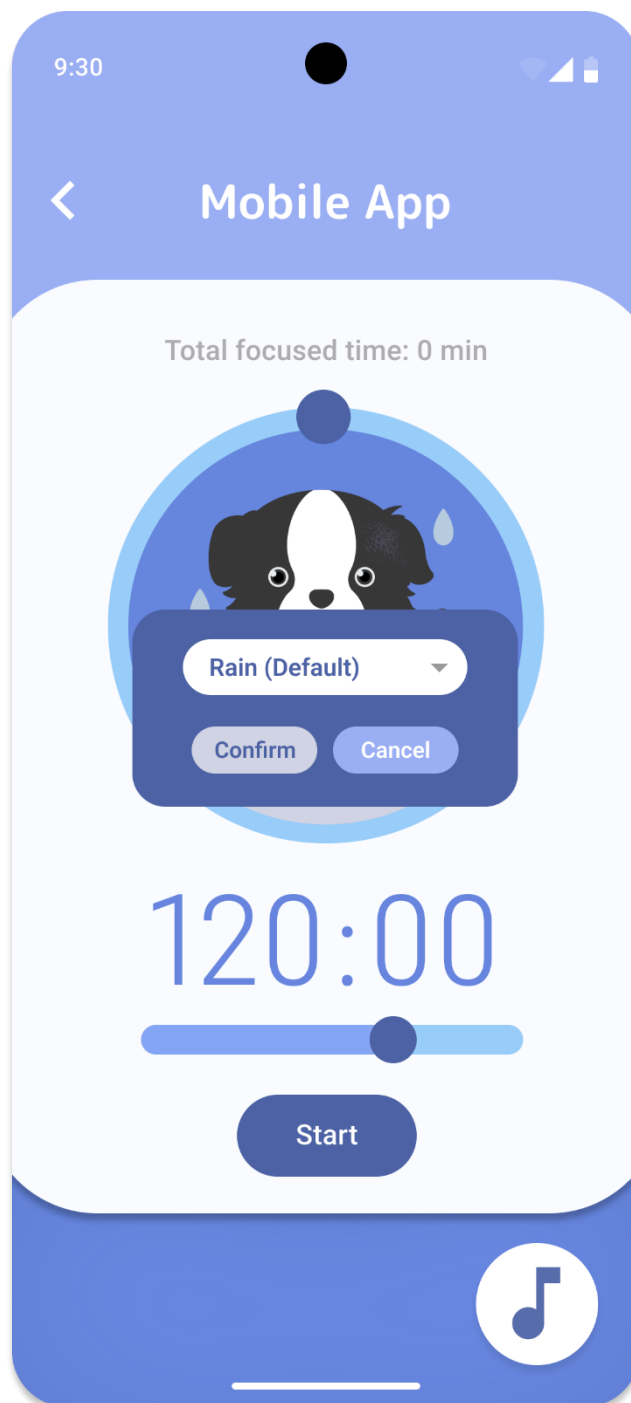 9:30
Mobile App
Total focused time: 0 min
Rain (Default)
Confirm Cancel
120:00
Start